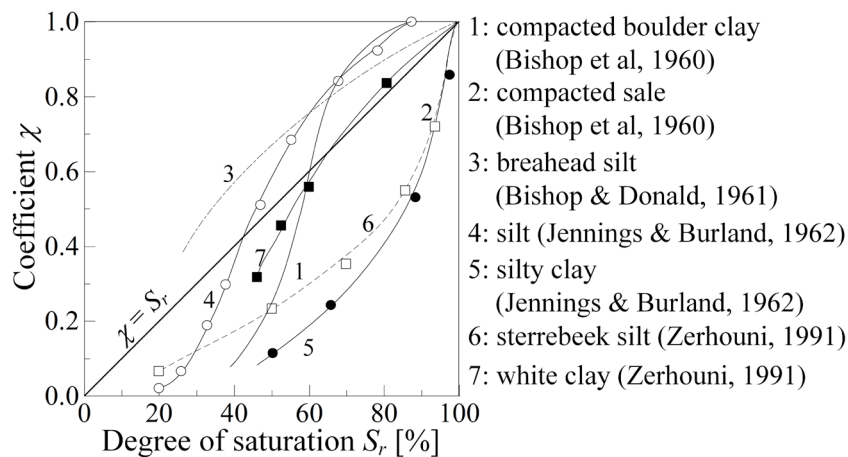 1.0
0.8
0.6
0.4
0.2
0.0
Coefficient χ
0
20
40
60
80
100
Degree of saturation Sr [%]
χ = Sr
3
4
7
1
5
6
2
1: compacted boulder clay
(Bishop et al, 1960)
2: compacted sale
(Bishop et al, 1960)
3: breahead silt
(Bishop & Donald, 1961)
4: silt (Jennings & Burland, 1962)
5: silty clay
(Jennings & Burland, 1962)
6: sterrebeek silt (Zerhouni, 1991)
7: white clay (Zerhouni, 1991)